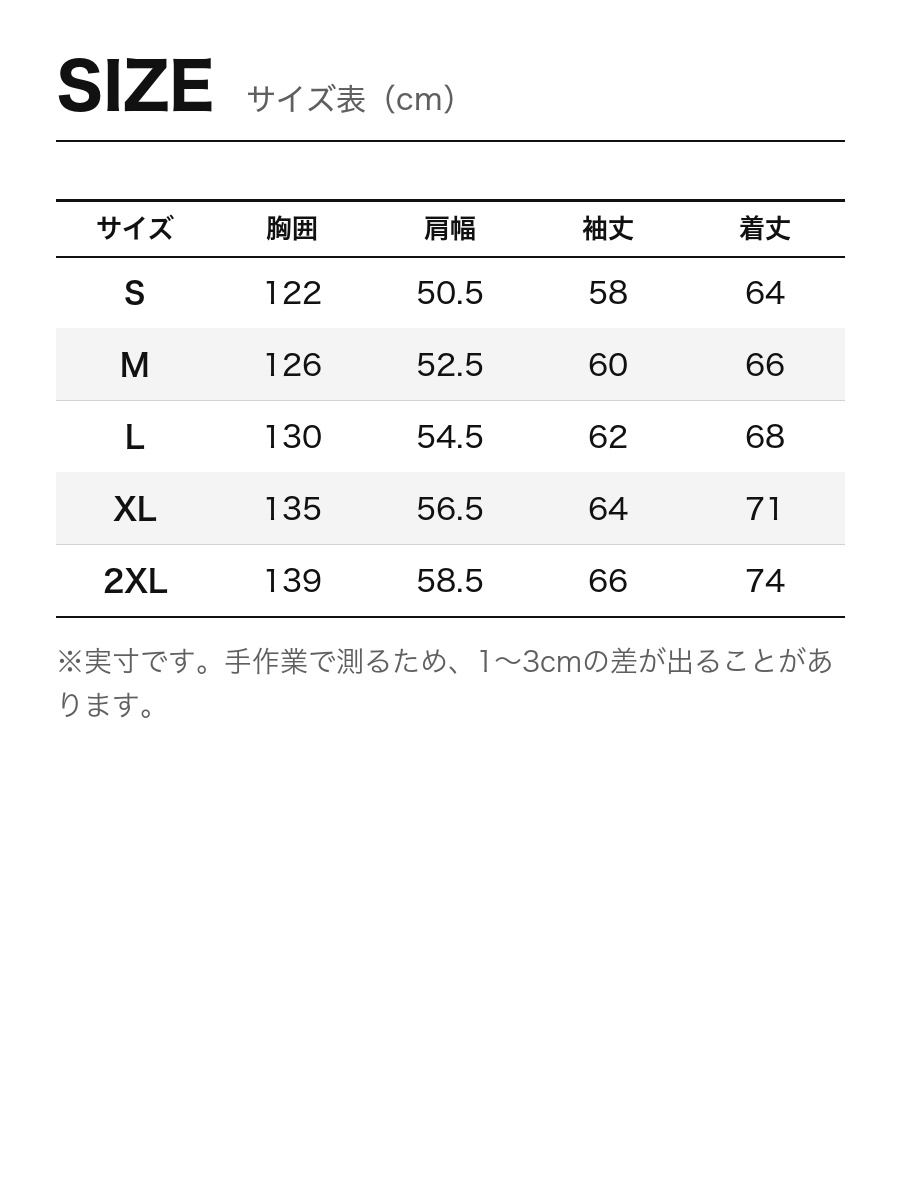 SIZE サイズ表（cm）
サイズ 胸囲 肩幅 袖丈 着丈
S 122 50.5 58 64
M 126 52.5 60 66
L 130 54.5 62 68
XL 135 56.5 64 71
2XL 139 58.5 66 74
※実寸です。手作業で測るため、1〜3cmの差が出ることがあ
ります。